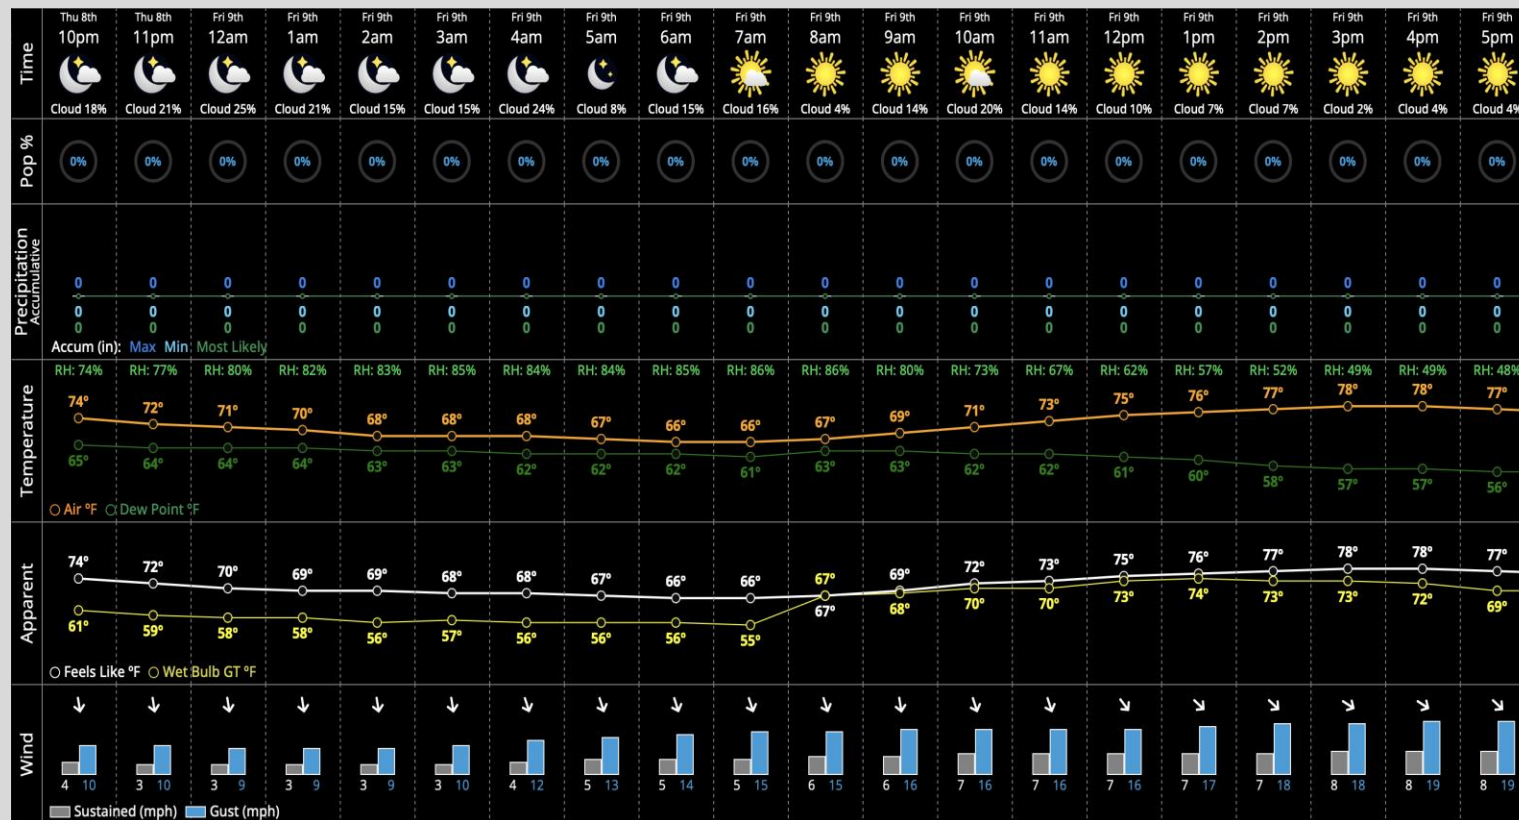 Thu 8th Thu 8th Fri 9th Fri 9th Fri 9th Fri 9th Fri 9th Fri 9th Fri 9th Fri 9th Fri 9th Fri 9th Fri 9th Fri 9th Fri 9th Fri 9th Fri 9th Fri 9th Fri 9th Fri 9th
10pm 11pm 12am 1am 2am 3am 4am 5am 6am 7am 8am 9am 10am 11am 12pm 1pm 2pm 3pm 4pm 5pm
Time
Cloud 18% Cloud 21% Cloud 25% Cloud 21% Cloud 15% Cloud 15% Cloud 24% Cloud 8% Cloud 15% Cloud 16% Cloud 4% Cloud 14% Cloud 20% Cloud 14% Cloud 10% Cloud 7% Cloud 7% Cloud 2% Cloud 4% Cloud 4%
Pop %
0% 0% 0% 0% 0% 0% 0% 0% 0% 0% 0% 0% 0% 0% 0% 0% 0% 0% 0% 0%
Precipitation
Accumulative
0 0 0 0 0 0 0 0 0 0 0 0 0 0 0 0 0 0 0 0
0 0 0 0 0 0 0 0 0 0 0 0 0 0 0 0 0 0 0 0
0 0 0 0 0 0 0 0 0 0 0 0 0 0 0 0 0 0 0 0
Accum (in): Max Min Most Likely
Temperature
RH: 74% RH: 77% RH: 80% RH: 82% RH: 83% RH: 85% RH: 84% RH: 84% RH: 85% RH: 86% RH: 86% RH: 80% RH: 73% RH: 67% RH: 62% RH: 57% RH: 52% RH: 49% RH: 49% RH: 48%
74° 72° 71° 70° 68° 68° 68° 67° 66° 66° 67° 69° 71° 73° 75° 76° 77° 78° 78° 77°
65° 64° 64° 64° 63° 63° 62° 62° 62° 61° 63° 63° 62° 62° 61° 60° 58° 57° 57° 56°
Air ºF Dew Point ºF
Apparent
74° 72° 70° 69° 69° 68° 68° 67° 66° 66° 67° 69° 72° 73° 75° 76° 77° 78° 78° 77°
61° 59° 58° 58° 56° 57° 56° 56° 56° 55° 67° 68° 70° 70° 73° 74° 73° 73° 72° 69°
Feels Like ºF Wet Bulb GT ºF
Wind
4 10 3 10 3 9 3 9 3 9 3 10 4 12 5 13 5 14 5 15 6 15 6 16 7 16 7 16 7 16 7 17 7 18 8 18 8 19 8 19
Sustained (mph) Gust (mph)